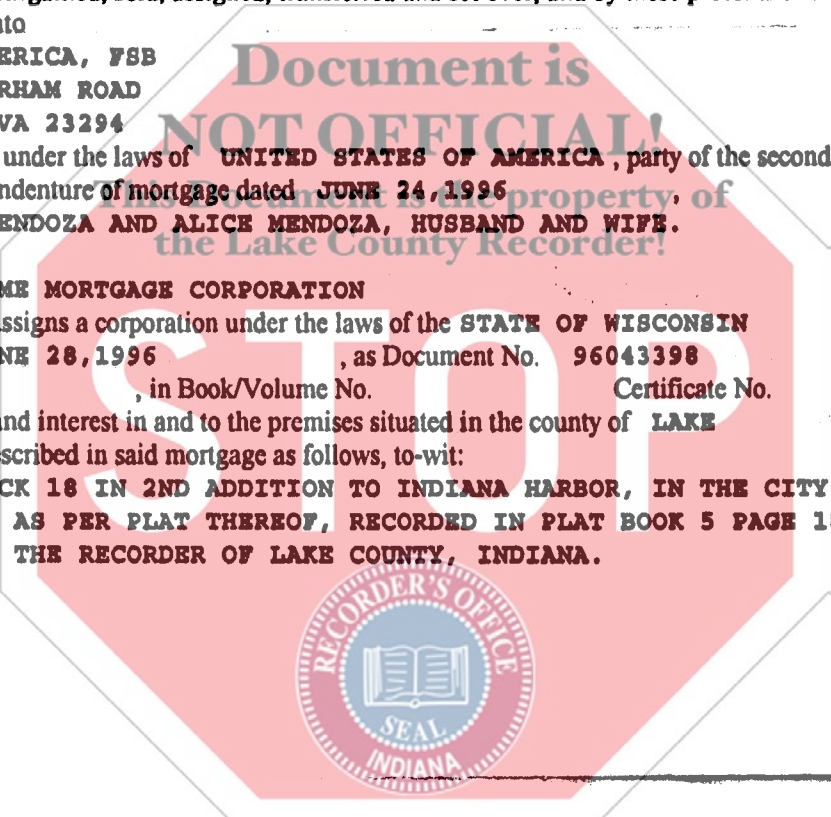 ERICA, FSB
RHAM ROAD
VA 23294
under the laws of UNITED STATES OF AMERICA, party of the second
ndenture of mortgage dated JUNE 24,1996 ,
ENDOZA AND ALICE MENDOZA, HUSBAND AND WIFE.
ME MORTGAGE CORPORATION
ssigns a corporation under the laws of the STATE OF WISCONSIN
NE 28,1996 , as Document No. 96043398
, in Book/Volume No. Certificate No.
and interest in and to the premises situated in the county of LAKE
scribed in said mortgage as follows, to-wit:
CK 18 IN 2ND ADDITION TO INDIANA HARBOR, IN THE CITY
AS PER PLAT THEREOF, RECORDED IN PLAT BOOK 5 PAGE
THE RECORDER OF LAKE COUNTY, INDIANA.
Document is
NOT OFFICIAL!
This Document is the property of
the Lake County Recorder!
STOP
RECORDER'S OFFICE
SEAL
INDIANA